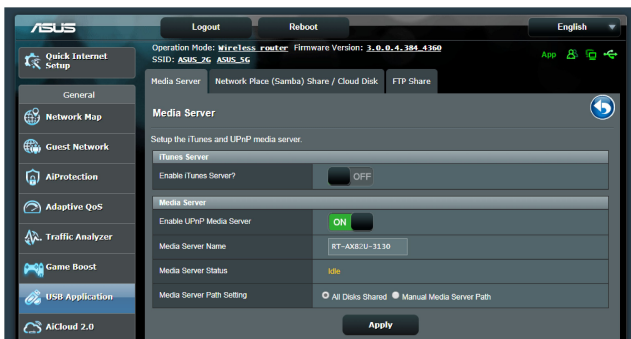 ASUS
Logout
Reboot
English
Quick Internet
Setup
Operation Mode: Wireless router Firmware Version: 3.0.0.4.384_4360
SSID: ASUS_2G ASUS_5G
App
General
Network Map
Guest Network
AiProtection
Adaptive QoS
Traffic Analyzer
Game Boost
USB Application
AiCloud 2.0
Media Server
Network Place (Samba) Share / Cloud Disk
FTP Share
Media Server
Setup the iTunes and UPnP media server.
iTunes Server
Enable iTunes Server?
OFF
Media Server
Enable UPnP Media Server
ON
Media Server Name
RT-AX82U-3130
Media Server Status
Idle
Media Server Path Setting
All Disks Shared
Manual Media Server Path
Apply